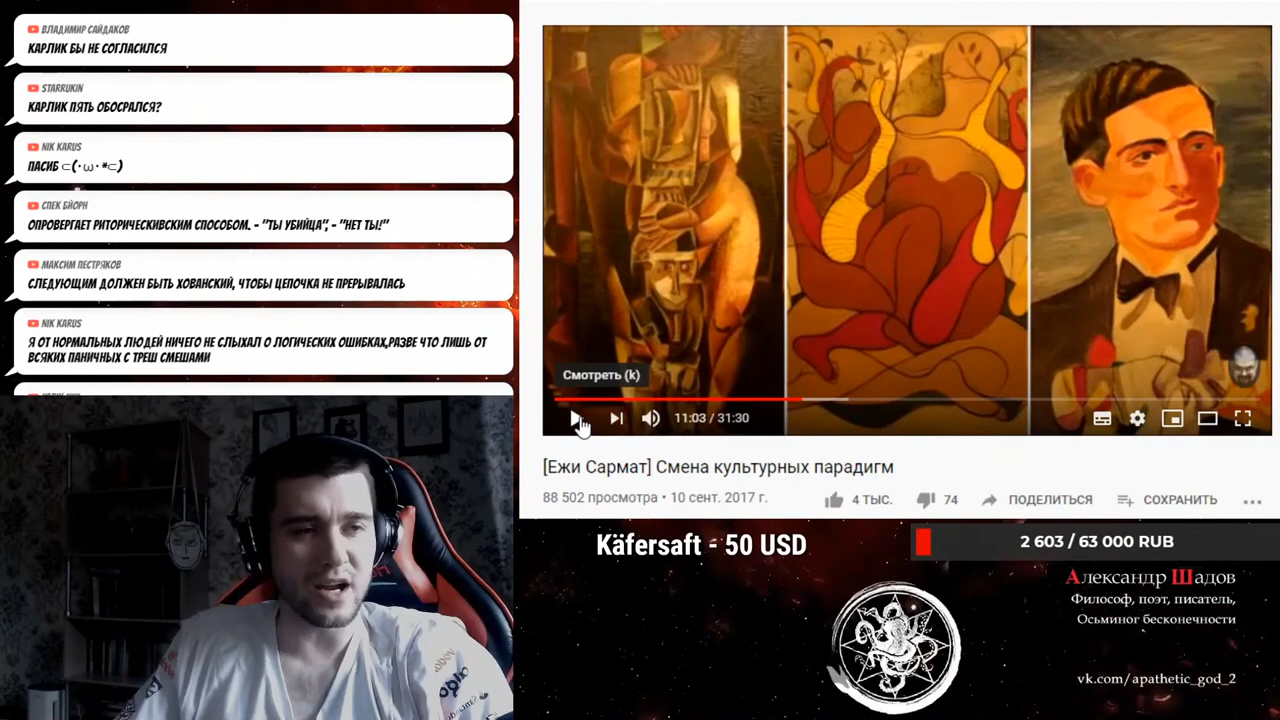 ВЛАДИМИР САЙДАКОВ
КАРЛИК БЫ НЕ СОГЛАСИЛСЯ
STARRUKIN
КАРЛИК ПЯТЬ ОБОСРАЛСЯ?
NIK KARUS
ПАСИБ ⊂(･ω･*⊂)
СПЕК БЙОРН
ОПРОВЕРГАЕТ РИТОРИЧЕСКИВСКИМ СПОСОБОМ. - "ТЫ УБИЙЦА", - "НЕТ ТЫ!"
МАКСИМ ПЕСТРЯКОВ
СЛЕДУЮЩИМ ДОЛЖЕН БЫТЬ ХОВАНСКИЙ, ЧТОБЫ ЦЕПОЧКА НЕ ПРЕРЫВАЛАСЬ
NIK KARUS
Я ОТ НОРМАЛЬНЫХ ЛЮДЕЙ НИЧЕГО НЕ СЛЫХАЛ О ЛОГИЧЕСКИХ ОШИБКАХ,РАЗВЕ ЧТО ЛИШЬ ОТ
ВСЯКИХ ПАНИЧНЫХ С ТРЕШ СМЕШАМИ
Смотреть (k)
11:03 / 31:30
[Ежи Сармат] Смена культурных парадигм
88 502 просмотра • 10 сент. 2017 г.
4 ТЫС.
74
ПОДЕЛИТЬСЯ
СОХРАНИТЬ
Käfersaft - 50 USD
2 603 / 63 000 RUB
Александр Шадов
Философ, поэт, писатель,
Осьминог бесконечности
vk.com/apathetic_god_2